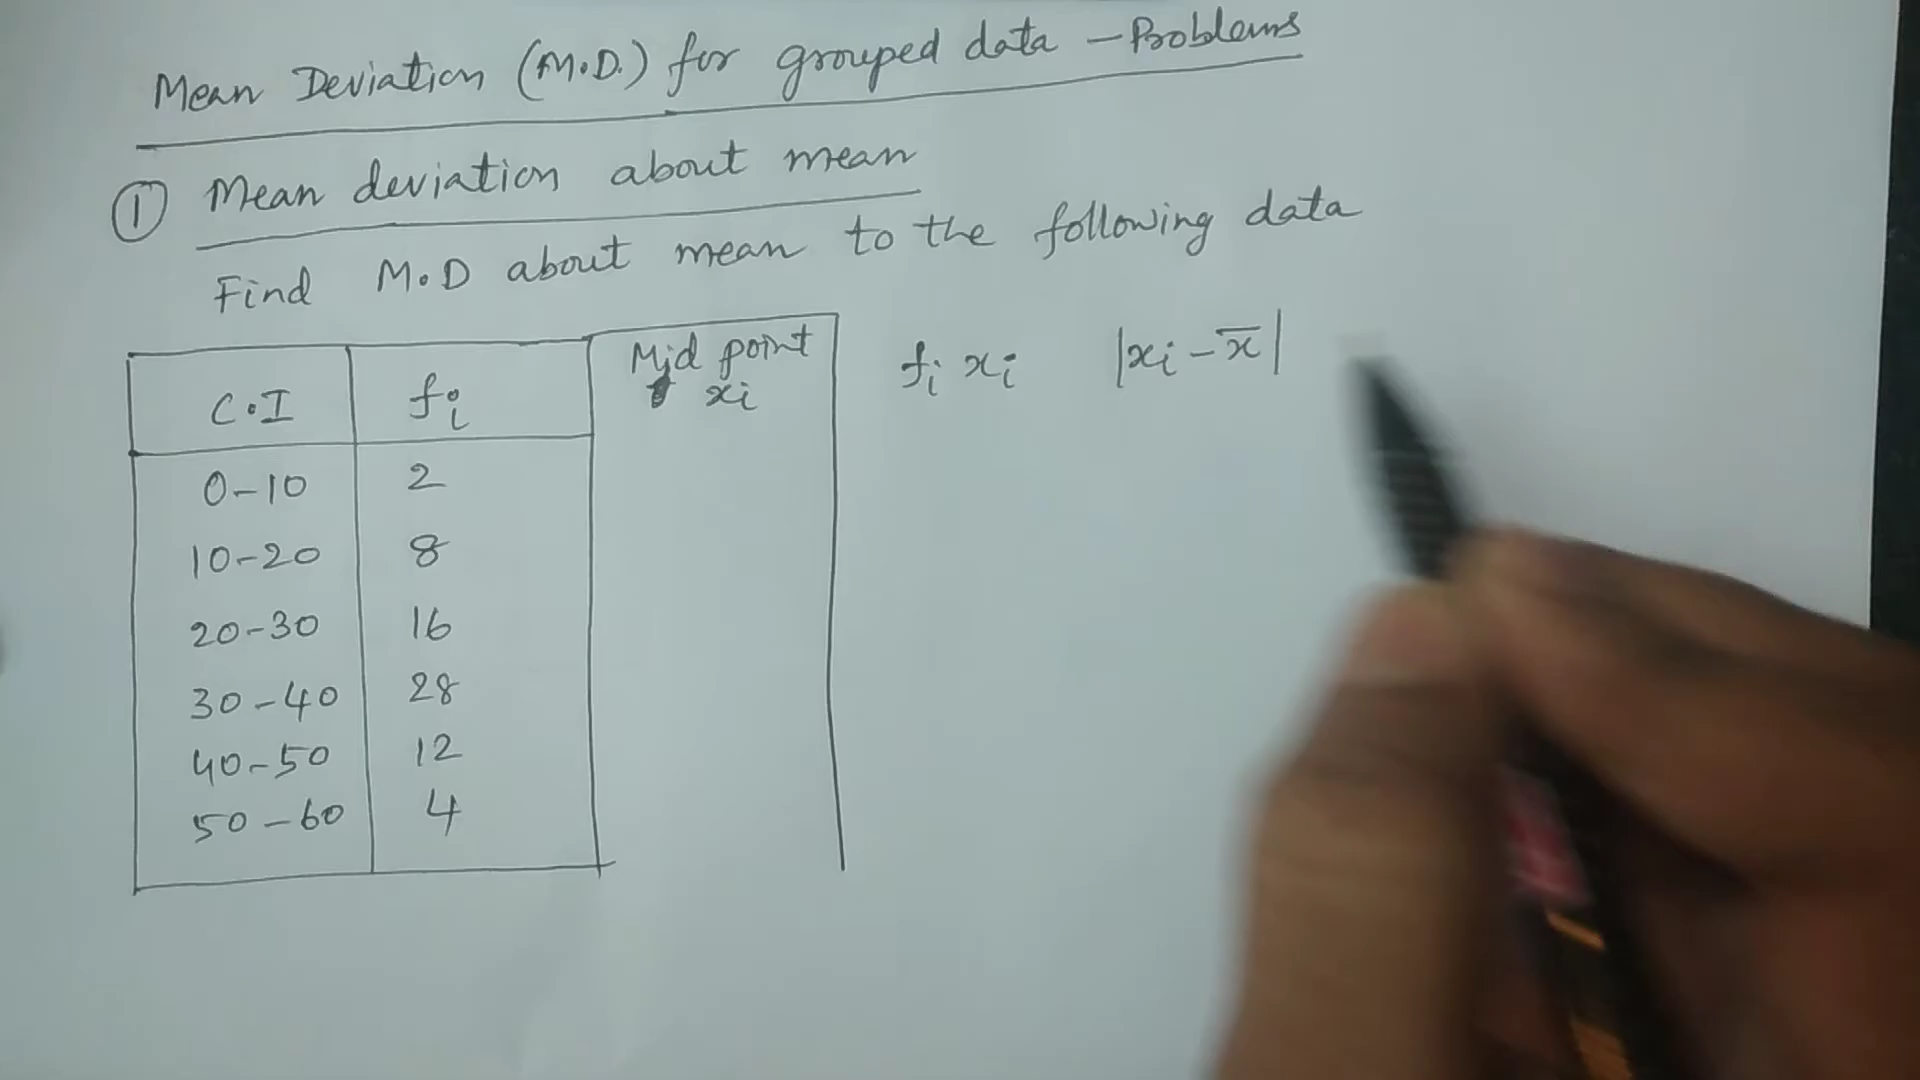 Mean Deviation (M.D.) for grouped data - Problems
① Mean deviation about mean
Find M.D about mean to the following data
C.I fi Mid point xi fi xi |xi - x̅|
0-10 2
10-20 8
20-30 16
30-40 28
40-50 12
50-60 4